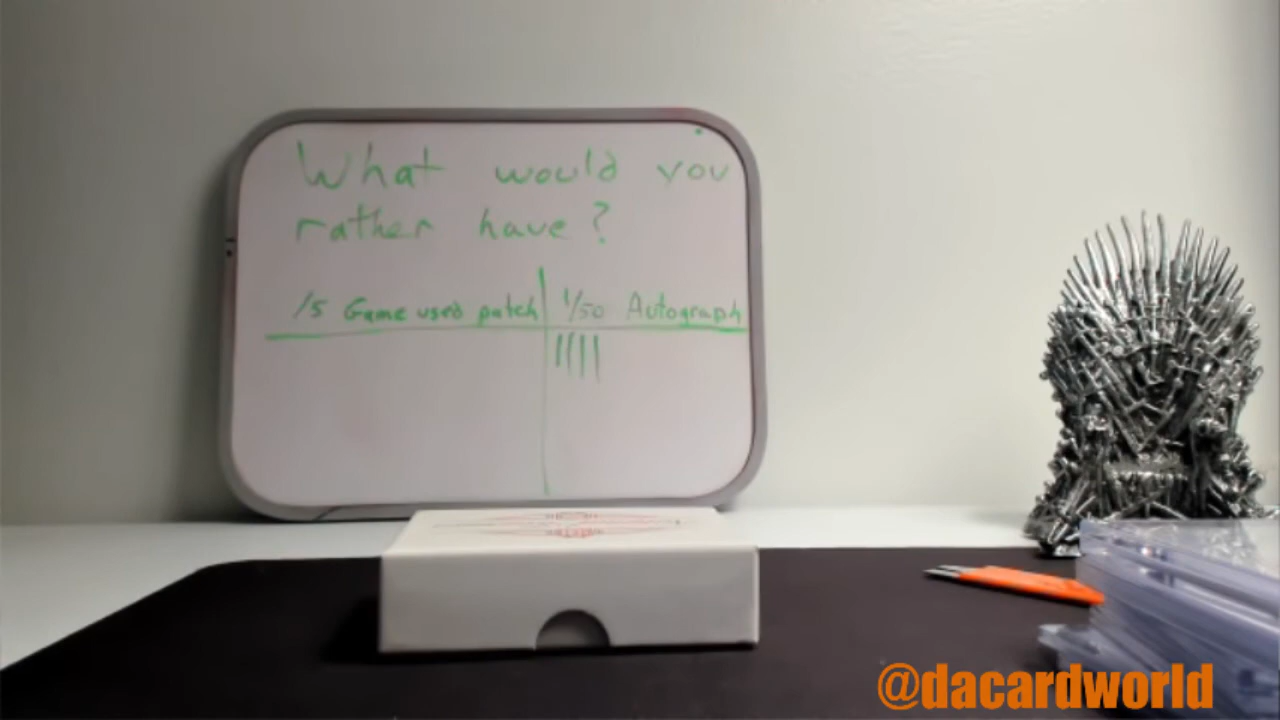 What would you
rather have?
/5 Game used patch 1/50 Autograph
@dacardworld